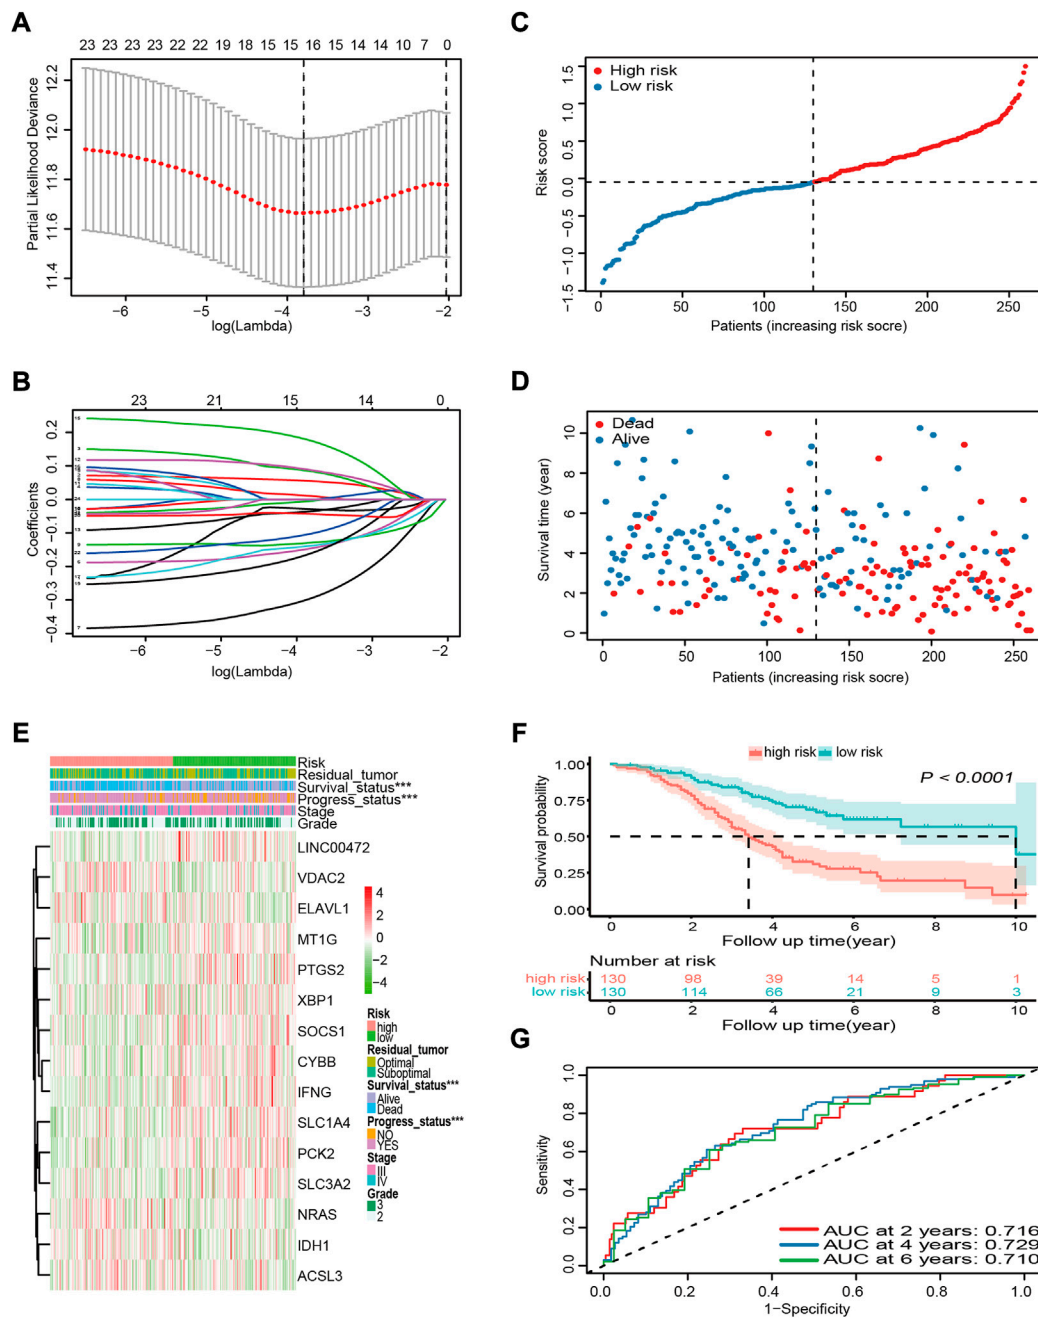 A
23 23 23 23 22 22 19 18 15 15 16 15 14 14 10 7 0
Partial Likelihood Deviance
12.2
12.0
11.8
11.6
11.4
−6 −5 −4 −3 −2
log(Lambda)
C
High risk
Low risk
Risk score
1.5
1.0
0.5
0.0
−0.5
−1.0
−1.5
0 50 100 150 200 250
Patients (increasing risk socre)
B
23 21 15 14 0
Coefficients
0.2
0.1
0.0
−0.1
−0.2
−0.3
−0.4
−6 −5 −4 −3 −2
log(Lambda)
D
Dead
Alive
Survival time (year)
10
8
6
4
2
0
0 50 100 150 200 250
Patients (increasing risk socre)
E
Risk
Residual_tumor
Survival_status***
Progress_status***
Stage
Grade
LINC00472
VDAC2
ELAVL1
MT1G
PTGS2
XBP1
SOCS1
CYBB
IFNG
SLC1A4
PCK2
SLC3A2
NRAS
IDH1
ACSL3
4
2
0
−2
−4
Risk
high
low
Residual_tumor
Optimal
Suboptimal
Survival_status***
Alive
Dead
Progress_status***
NO
YES
Stage
III
IV
Grade
3
2
F
high risk low risk
P < 0.0001
Survival probability
1.00
0.75
0.50
0.25
0.00
0 2 4 6 8 10
Follow up time(year)
Number at risk
high risk 130 98 39 14 5 1
low risk 130 114 66 21 9 3
0 2 4 6 8 10
Follow up time(year)
G
Sensitivity
1.0
0.8
0.6
0.4
0.2
0.0
AUC at 2 years: 0.716
AUC at 4 years: 0.729
AUC at 6 years: 0.710
0.0 0.2 0.4 0.6 0.8 1.0
1−Specificity